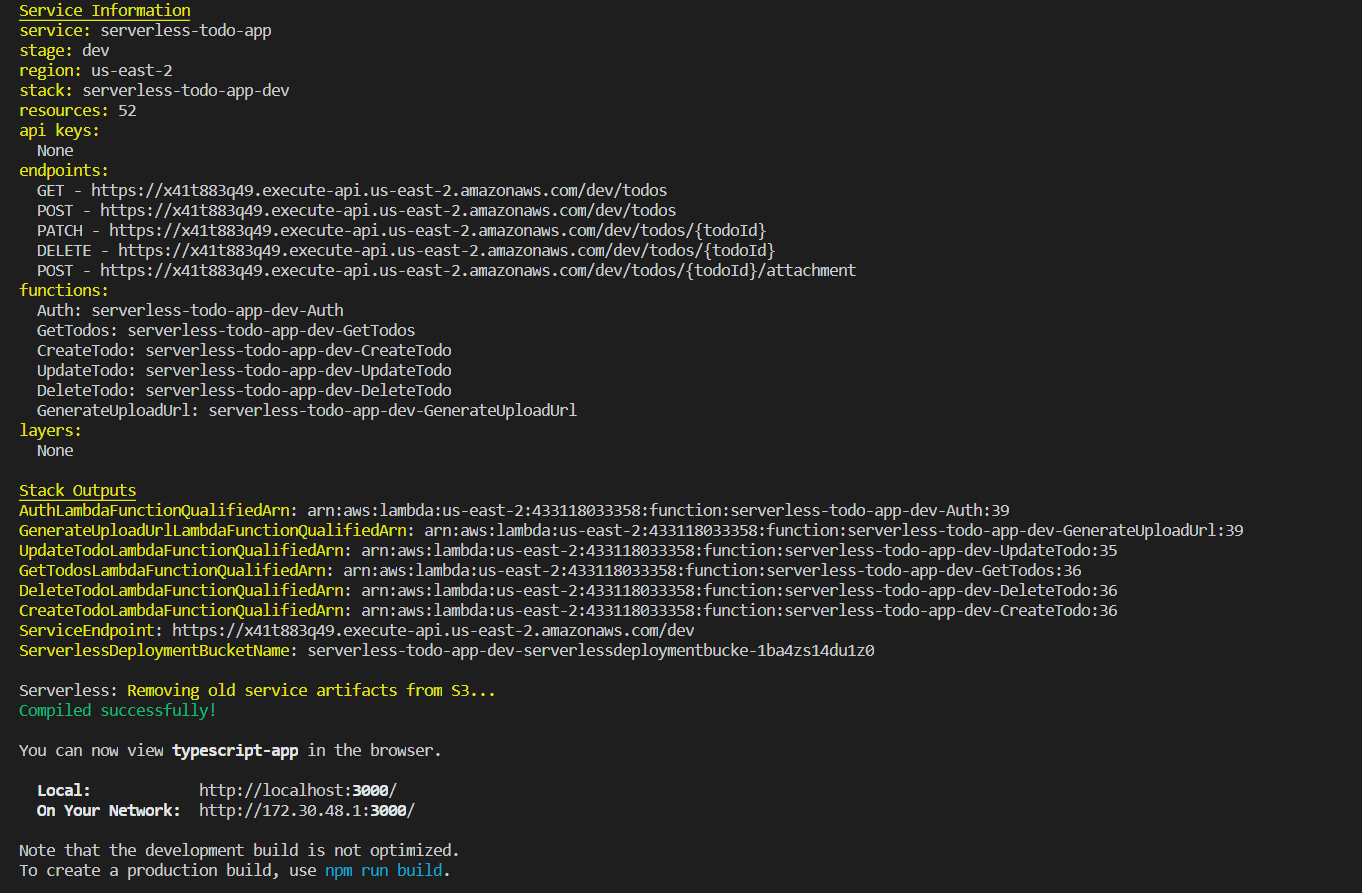 Service Information
service: serverless-todo-app
stage: dev
region: us-east-2
stack: serverless-todo-app-dev
resources: 52
api keys:
  None
endpoints:
  GET - https://x41t883q49.execute-api.us-east-2.amazonaws.com/dev/todos
  POST - https://x41t883q49.execute-api.us-east-2.amazonaws.com/dev/todos
  PATCH - https://x41t883q49.execute-api.us-east-2.amazonaws.com/dev/todos/{todoId}
  DELETE - https://x41t883q49.execute-api.us-east-2.amazonaws.com/dev/todos/{todoId}
  POST - https://x41t883q49.execute-api.us-east-2.amazonaws.com/dev/todos/{todoId}/attachment
functions:
  Auth: serverless-todo-app-dev-Auth
  GetTodos: serverless-todo-app-dev-GetTodos
  CreateTodo: serverless-todo-app-dev-CreateTodo
  UpdateTodo: serverless-todo-app-dev-UpdateTodo
  DeleteTodo: serverless-todo-app-dev-DeleteTodo
  GenerateUploadUrl: serverless-todo-app-dev-GenerateUploadUrl
layers:
  None

Stack Outputs
AuthLambdaFunctionQualifiedArn: arn:aws:lambda:us-east-2:433118033358:function:serverless-todo-app-dev-Auth:39
GenerateUploadUrlLambdaFunctionQualifiedArn: arn:aws:lambda:us-east-2:433118033358:function:serverless-todo-app-dev-GenerateUploadUrl:39
UpdateTodoLambdaFunctionQualifiedArn: arn:aws:lambda:us-east-2:433118033358:function:serverless-todo-app-dev-UpdateTodo:35
GetTodosLambdaFunctionQualifiedArn: arn:aws:lambda:us-east-2:433118033358:function:serverless-todo-app-dev-GetTodos:36
DeleteTodoLambdaFunctionQualifiedArn: arn:aws:lambda:us-east-2:433118033358:function:serverless-todo-app-dev-DeleteTodo:36
CreateTodoLambdaFunctionQualifiedArn: arn:aws:lambda:us-east-2:433118033358:function:serverless-todo-app-dev-CreateTodo:36
ServiceEndpoint: https://x41t883q49.execute-api.us-east-2.amazonaws.com/dev
ServerlessDeploymentBucketName: serverless-todo-app-dev-serverlessdeploymentbucke-1ba4zs14du1z0

Serverless: Removing old service artifacts from S3...
Compiled successfully!

You can now view typescript-app in the browser.

  Local:            http://localhost:3000/
  On Your Network:  http://172.30.48.1:3000/

Note that the development build is not optimized.
To create a production build, use npm run build.